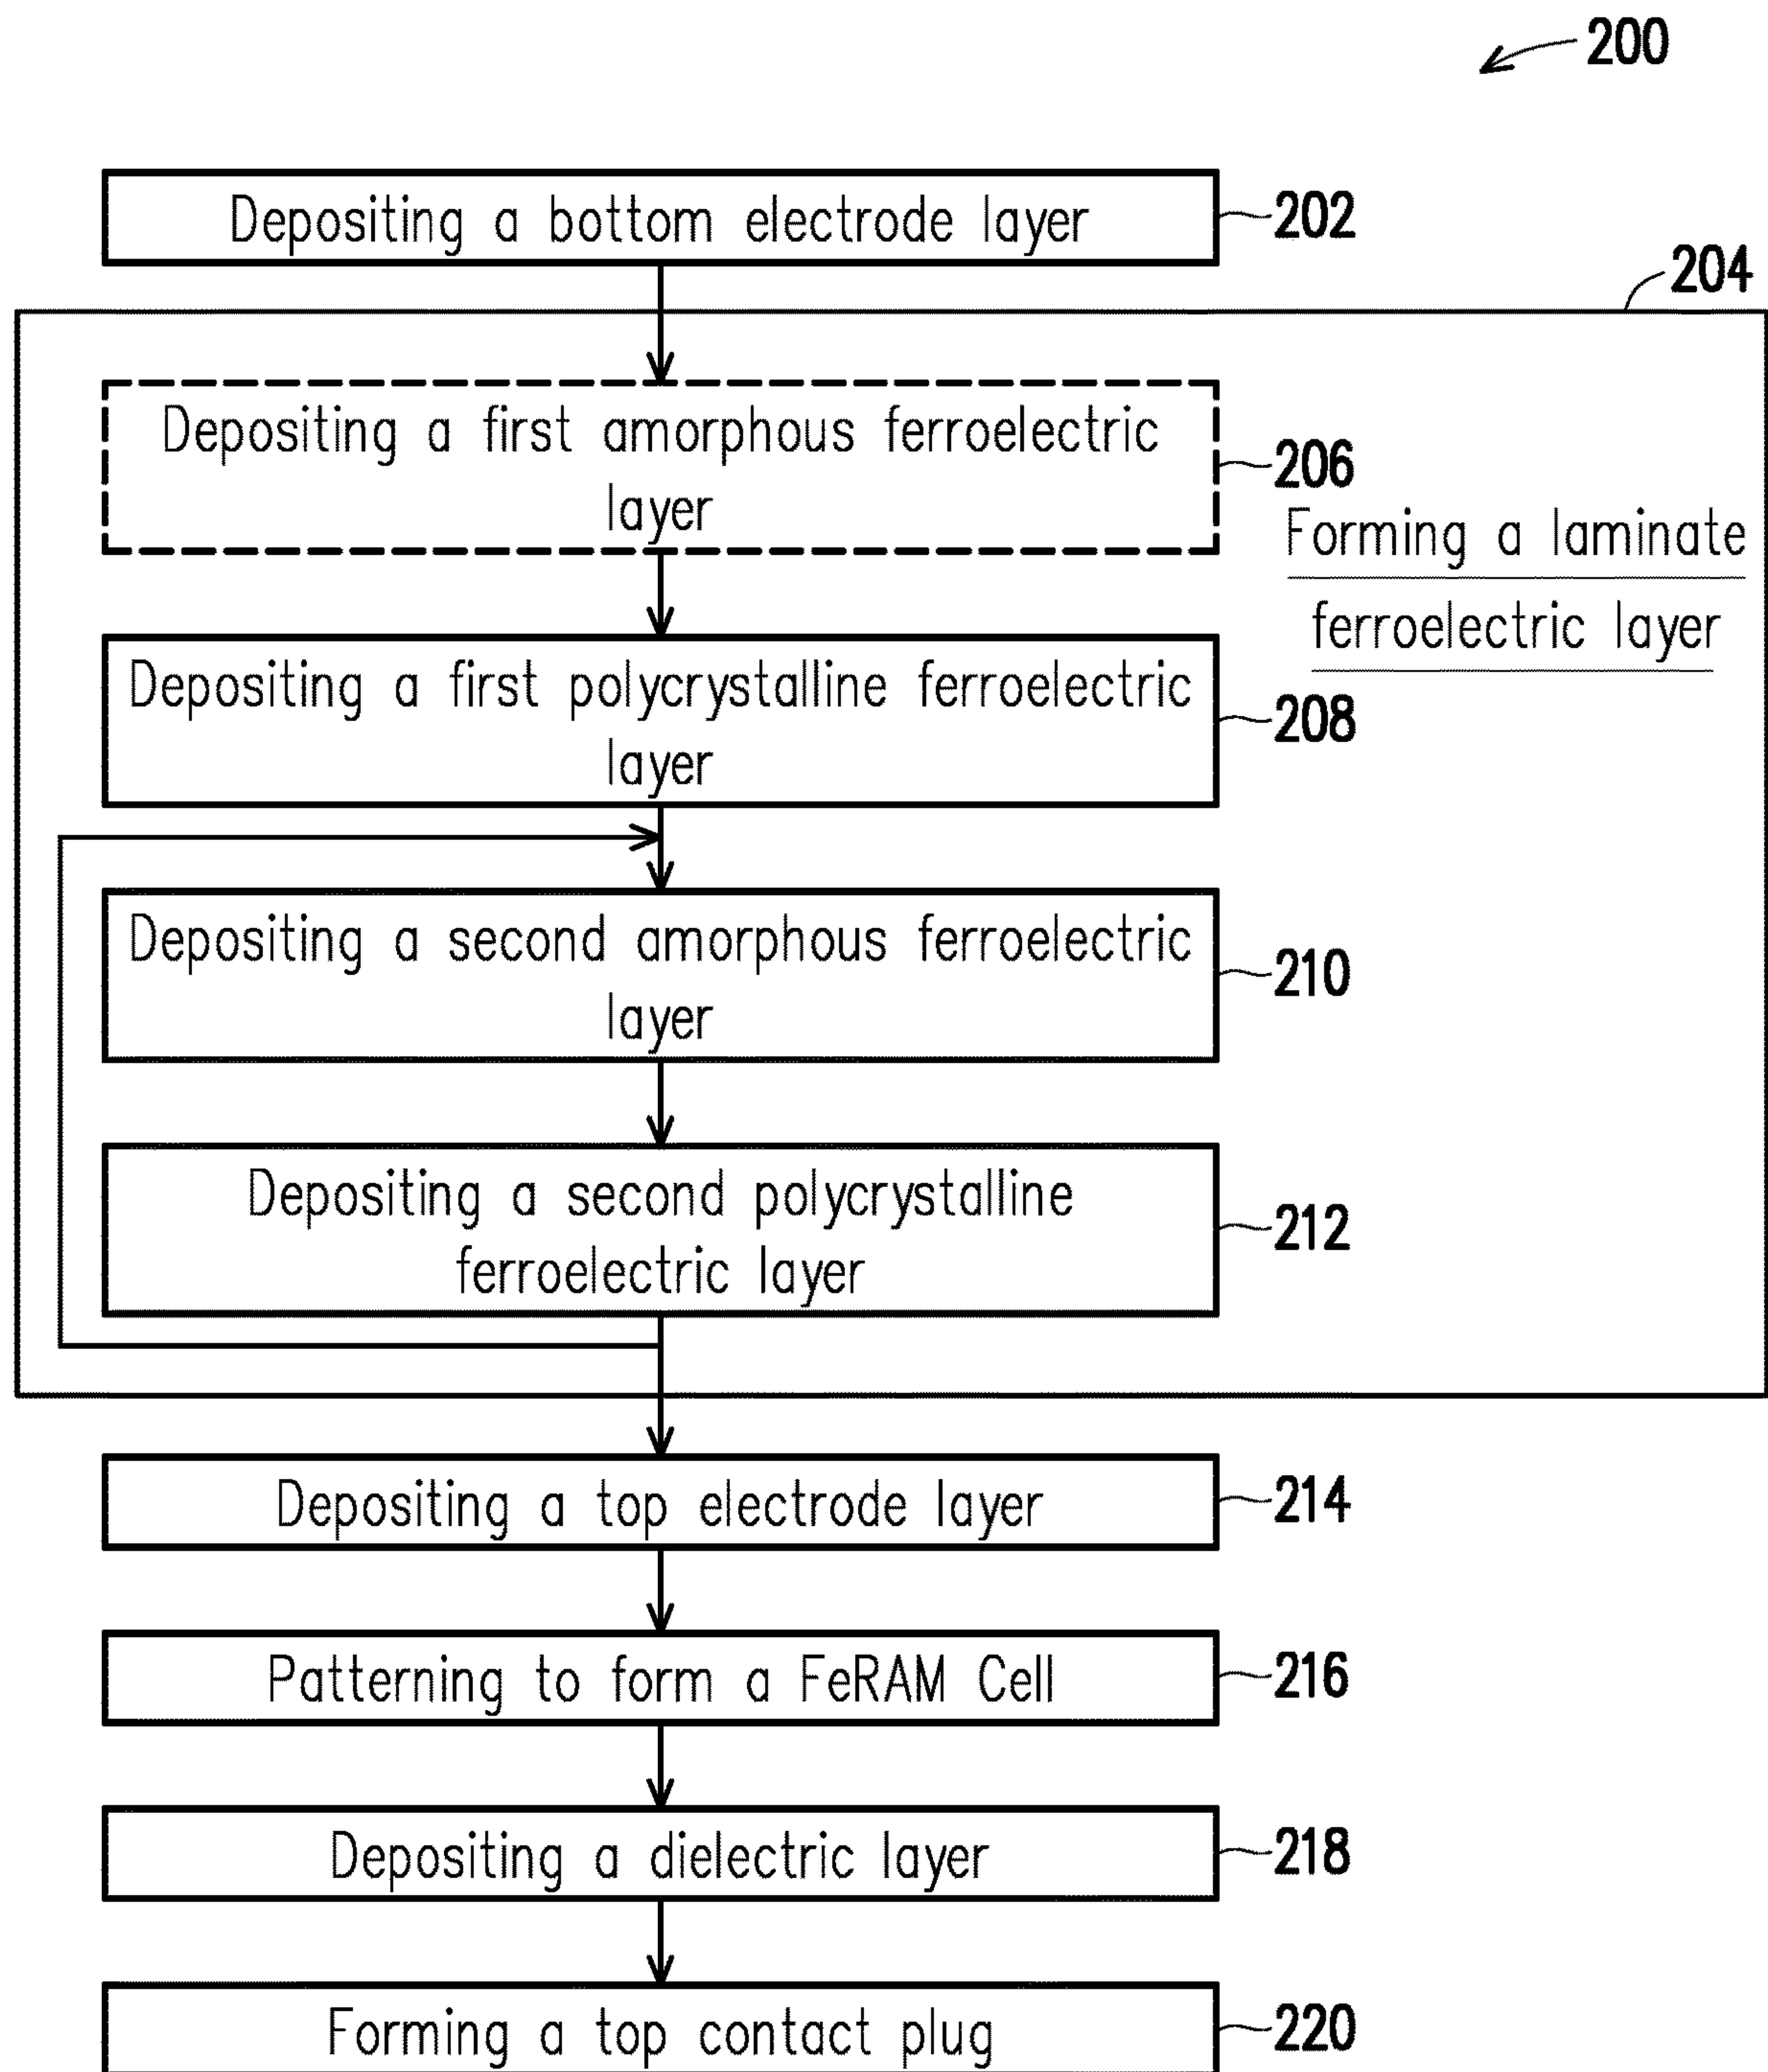 200
Depositing a bottom electrode layer
202
204
Depositing a first amorphous ferroelectric
layer
206
Forming a laminate
ferroelectric layer
Depositing a first polycrystalline ferroelectric
layer
208
Depositing a second amorphous ferroelectric
layer
210
Depositing a second polycrystalline
ferroelectric layer
212
Depositing a top electrode layer
214
Patterning to form a FeRAM Cell
216
Depositing a dielectric layer
218
Forming a top contact plug
220